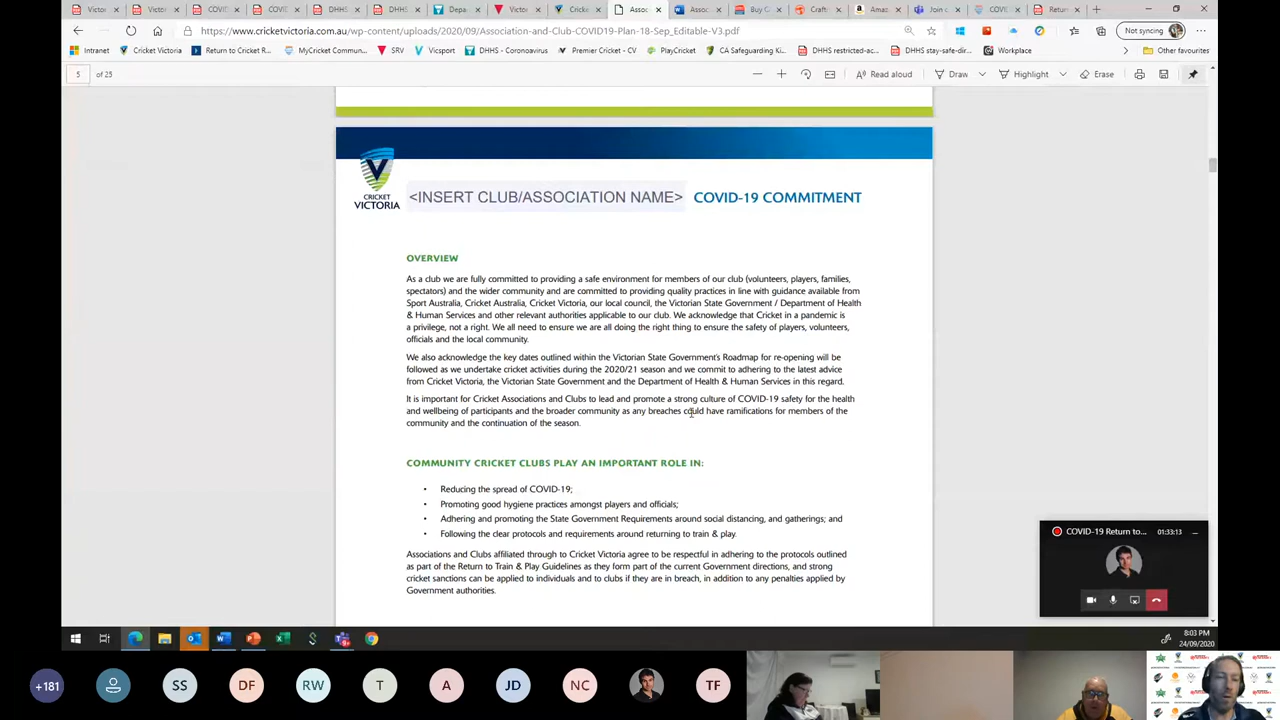 Victori
Victori
COVID
COVID
DHHS
DHHS
Depa
Victor
Cricke
Assoc
Assoc
Buy G
Crafts
Amaz
Join c
COVID
Return
https://www.cricketvictoria.com.au/wp-content/uploads/2020/09/Association-and-Club-COVID19-Plan-18-Sep_Editable-V3.pdf
Not syncing
Intranet Cricket Victoria Return to Cricket R... MyCricket Commun... SRV Vicsport DHHS - Coronoavirus Premier Cricket - CV PlayCricket CA Safeguarding Kit... DHHS restricted-ac... DHHS stay-safe-dir... Workplace Other favourites
5 of 25 Read aloud Draw Highlight Erase
CRICKET
VICTORIA
<INSERT CLUB/ASSOCIATION NAME> COVID-19 COMMITMENT
OVERVIEW
As a club we are fully committed to providing a safe environment for members of our club (volunteers, players, families,
spectators) and the wider community and are committed to providing quality practices in line with guidance available from
Sport Australia, Cricket Australia, Cricket Victoria, our local council, the Victorian State Government / Department of Health
& Human Services and other relevant authorities applicable to our club. We acknowledge that Cricket in a pandemic is
a privilege, not a right. We all need to ensure we are all doing the right thing to ensure the safety of players, volunteers,
officials and the local community.
We also acknowledge the key dates outlined within the Victorian State Government's Roadmap for re-opening will be
followed as we undertake cricket activities during the 2020/21 season and we commit to adhering to the latest advice
from Cricket Victoria, the Victorian State Government and the Department of Health & Human Services in this regard.
It is important for Cricket Associations and Clubs to lead and promote a strong culture of COVID-19 safety for the health
and wellbeing of participants and the broader community as any breaches could have ramifications for members of the
community and the continuation of the season.
COMMUNITY CRICKET CLUBS PLAY AN IMPORTANT ROLE IN:
• Reducing the spread of COVID-19;
• Promoting good hygiene practices amongst players and officials;
• Adhering and promoting the State Government Requirements around social distancing, and gatherings; and
• Following the clear protocols and requirements around returning to train & play.
Associations and Clubs affiliated through to Cricket Victoria agree to be respectful in adhering to the protocols outlined
as part of the Return to Train & Play Guidelines as they form part of the current Government directions, and strong
cricket sanctions can be applied to individuals and to clubs if they are in breach, in addition to any penalties applied by
Government authorities.
COVID-19 Return to... 01:33:13
8:03 PM
24/09/2020
+181 SS DF RW T A JD NC TF